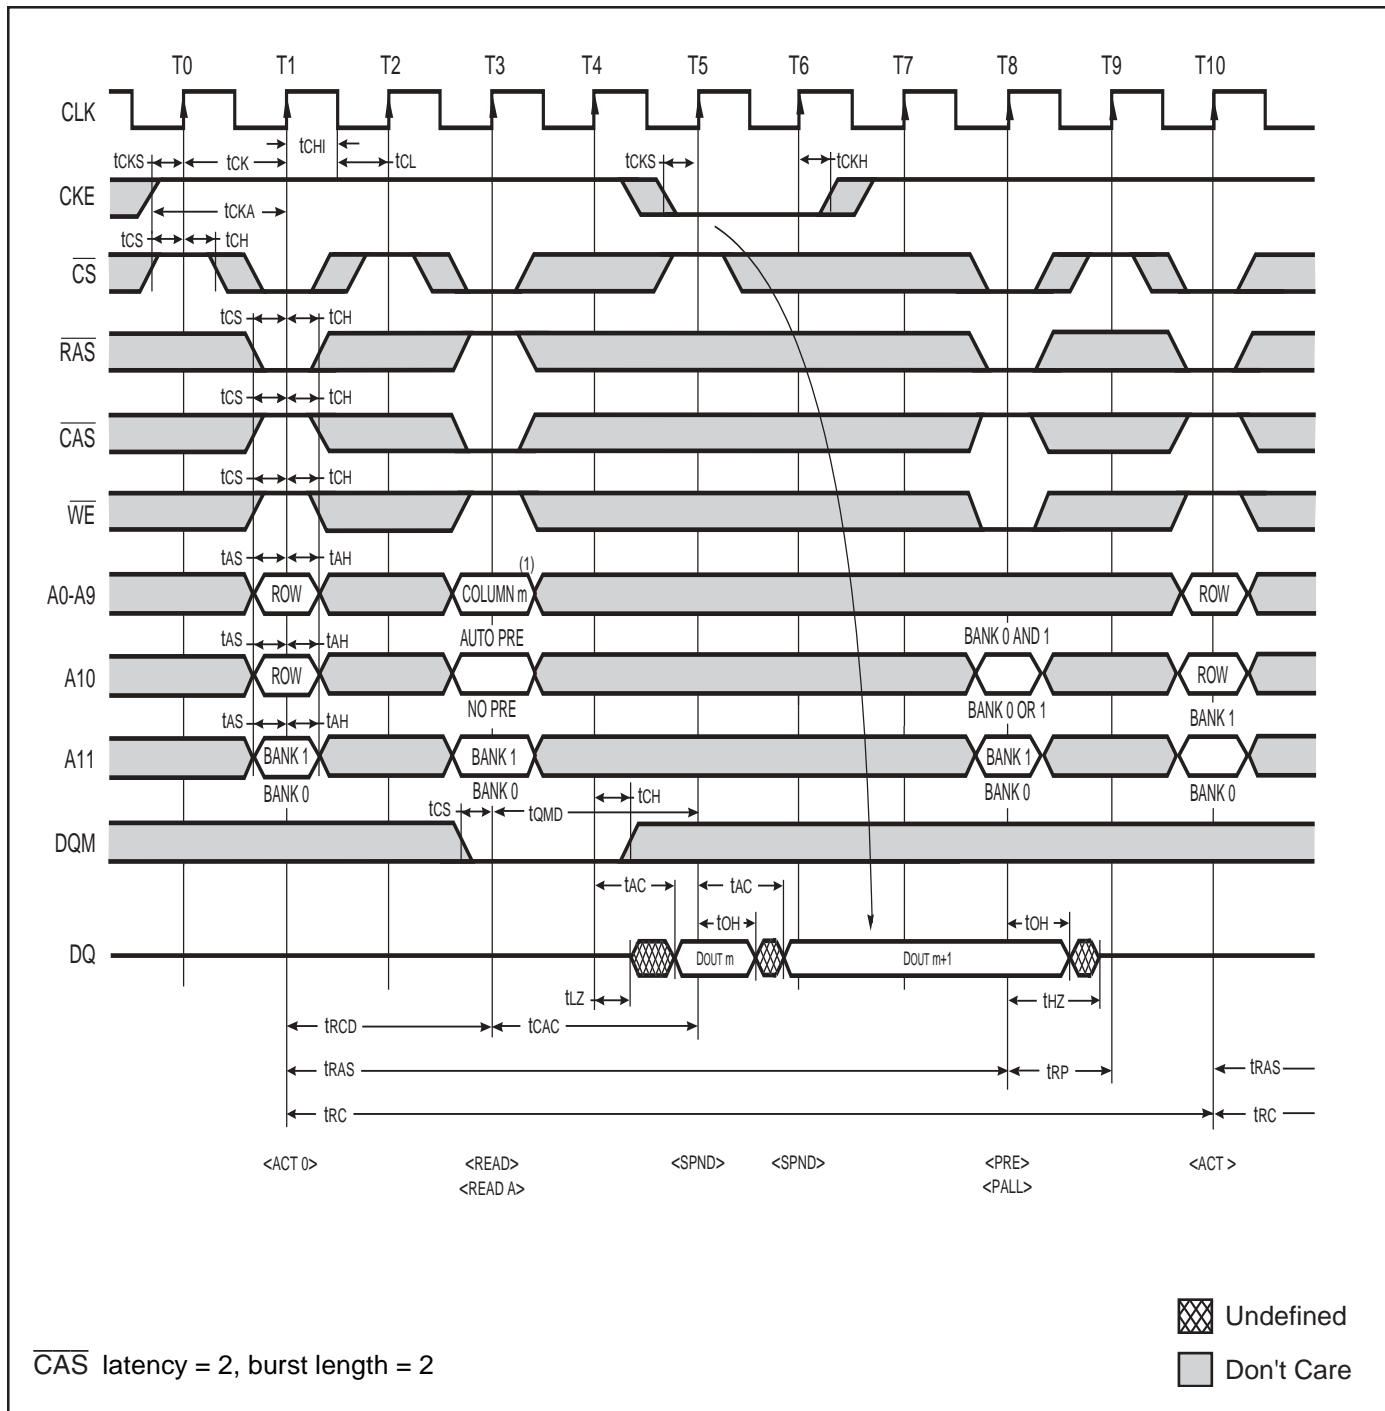 T0 T1 T2 T3 T4 T5 T6 T7 T8 T9 T10
CLK
tCHI
tCKS tCK tCL tCKS tCKH
CKE
tCKA
tCS tCH
CS
tCS tCH
RAS
tCS tCH
CAS
tCS tCH
WE
tAS tAH (1)
A0-A9 ROW COLUMN m ROW
tAS tAH AUTO PRE BANK 0 AND 1
A10 ROW ROW
tAS tAH NO PRE BANK 0 OR 1 BANK 1
A11 BANK 1 BANK 1 BANK 1
BANK 0 BANK 0 BANK 0 BANK 0
tCS tQMD tCH
DQM
tAC tAC
tOH tOH
DQ DOUT m DOUT m+1
tLZ tHZ
tRCD tCAC
tRAS tRP tRAS
tRC tRC
<ACT 0> <READ> <SPND> <SPND> <PRE> <ACT >
<READ A> <PALL>
Undefined
CAS latency = 2, burst length = 2
Don't Care